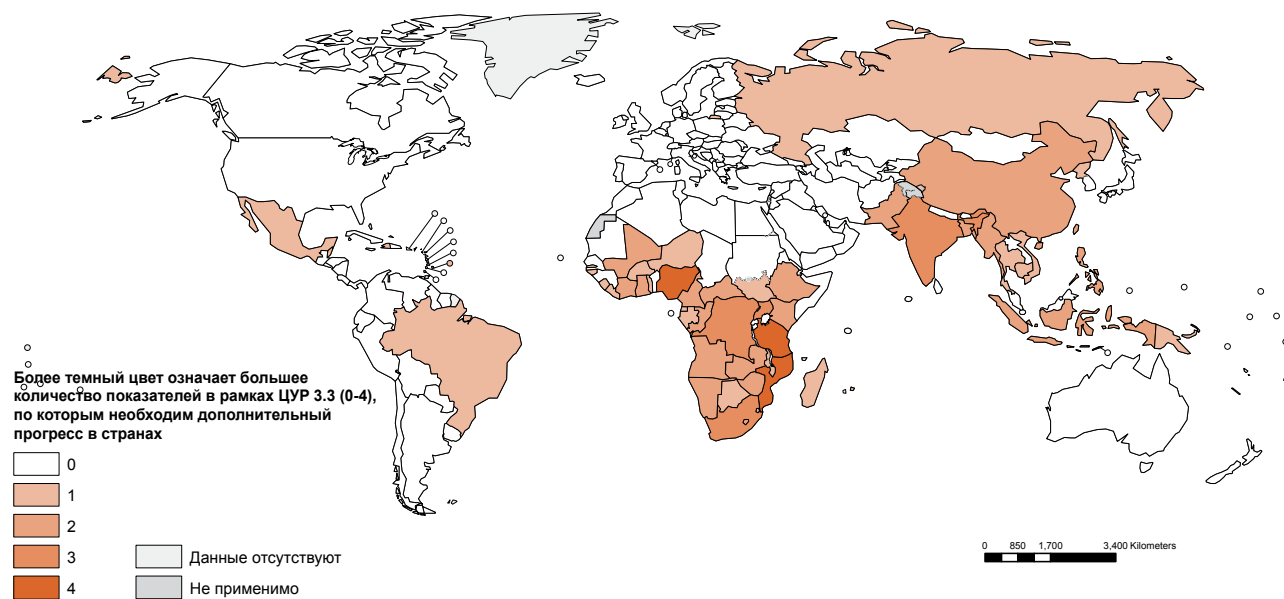 Более темный цвет означает большее
количество показателей в рамках ЦУР 3.3 (0-4),
по которым необходим дополнительный
прогресс в странах
0
1
2
3
4
Данные отсутствуют
Не применимо
0 850 1,700 3,400 Kilometers